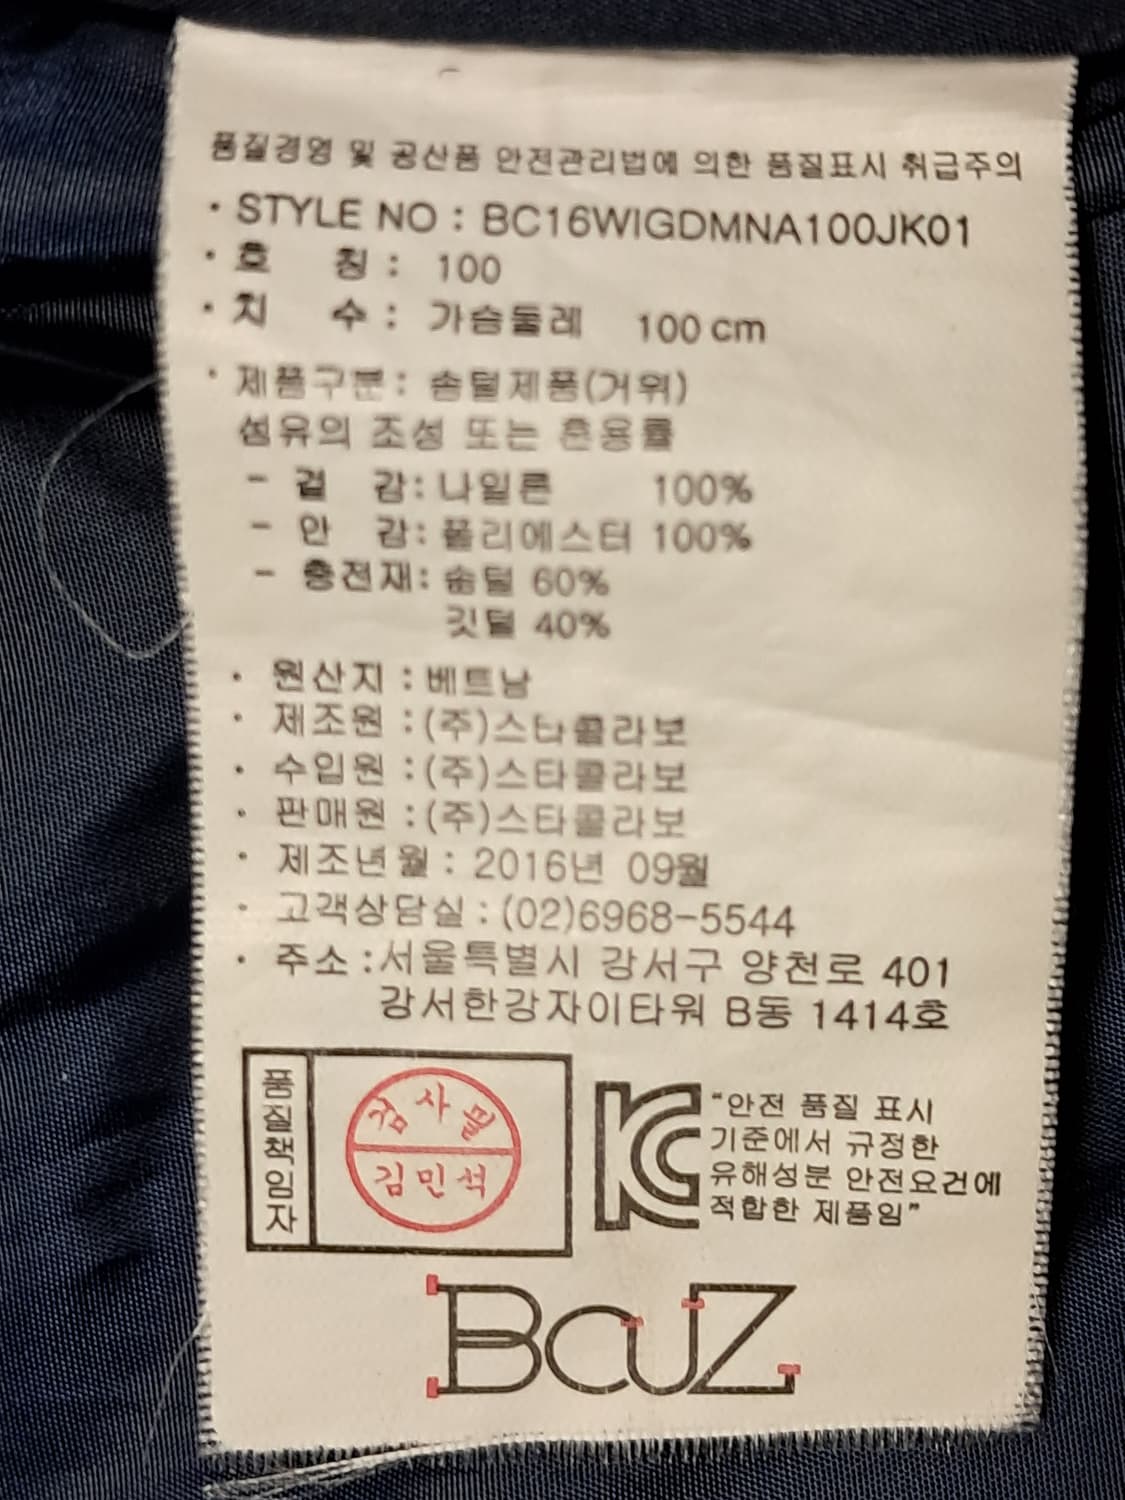 품질경영 및 공산품 안전관리법에 의한 품질표시 취급주의
· STYLE NO : BC16WIGDMNA100JK01
· 호 칭 : 100
· 치 수 : 가슴둘레 100 cm
· 제품구분 : 솜털제품(거위)
섬유의 조성 또는 혼용률
- 겉 감 : 나일론 100%
- 안 감 : 폴리에스터 100%
- 충전재 : 솜털 60%
깃털 40%
· 원산지 : 베트남
· 제조원 : (주)스타콜라보
· 수입원 : (주)스타콜라보
· 판매원 : (주)스타콜라보
· 제조년월 : 2016년 09월
· 고객상담실 : (02)6968-5544
· 주소 : 서울특별시 강서구 양천로 401
강서한강자이타워 B동 1414호
품질책임자
검사필
김민석
KC
"안전 품질 표시
기준에서 규정한
유해성분 안전요건에
적합한 제품임"
BCUZ